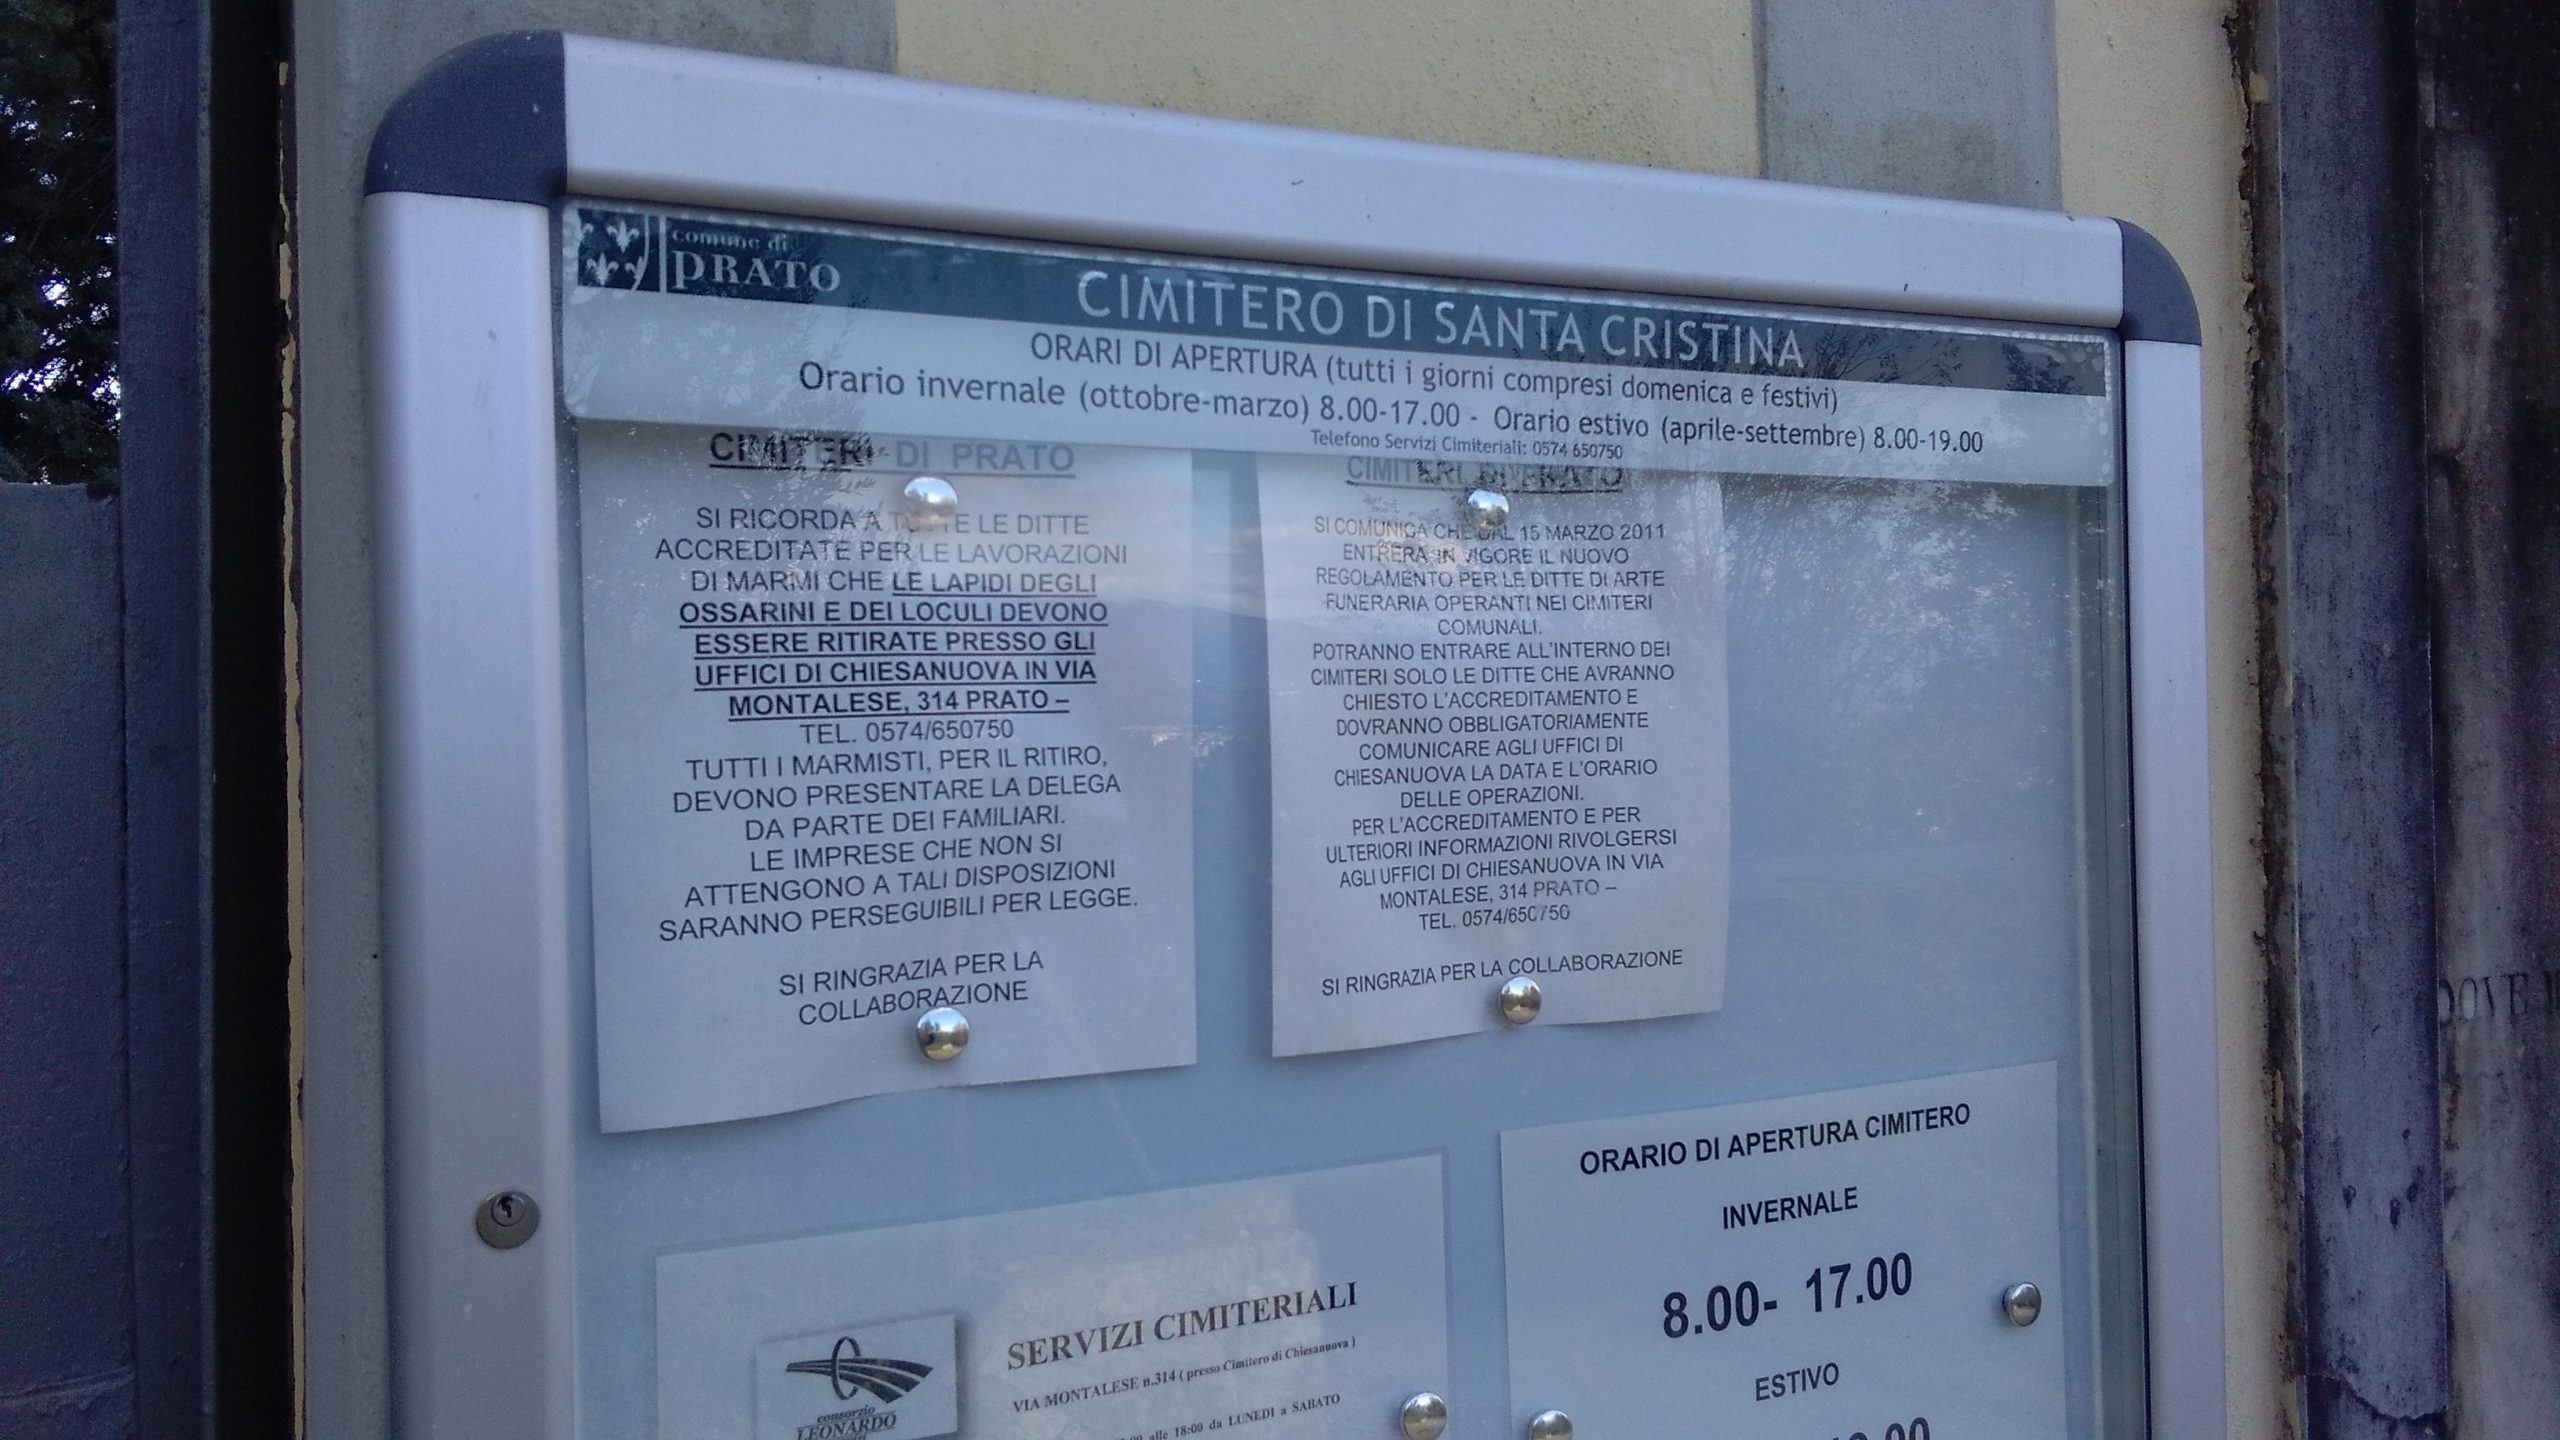 comune di
PRATO
CIMITERO DI SANTA CRISTINA
ORARI DI APERTURA (tutti i giorni compresi domenica e festivi)
Orario invernale (ottobre-marzo) 8.00-17.00 - Orario estivo (aprile-settembre) 8.00-19.00
Telefono Servizi Cimiteriali: 0574 650750
CIMITERI DI PRATO
SI RICORDA A TUTTE LE DITTE
ACCREDITATE PER LE LAVORAZIONI
DI MARMI CHE LE LAPIDI DEGLI
OSSARINI E DEI LOCULI DEVONO
ESSERE RITIRATE PRESSO GLI
UFFICI DI CHIESANUOVA IN VIA
MONTALESE, 314 PRATO –
TEL. 0574/650750
TUTTI I MARMISTI, PER IL RITIRO,
DEVONO PRESENTARE LA DELEGA
DA PARTE DEI FAMILIARI.
LE IMPRESE CHE NON SI
ATTENGONO A TALI DISPOSIZIONI
SARANNO PERSEGUIBILI PER LEGGE.
SI RINGRAZIA PER LA
COLLABORAZIONE
CIMITERI DI PRATO
SI COMUNICA CHE DAL 15 MARZO 2011
ENTRERA IN VIGORE IL NUOVO
REGOLAMENTO PER LE DITTE DI ARTE
FUNERARIA OPERANTI NEI CIMITERI
COMUNALI.
POTRANNO ENTRARE ALL'INTERNO DEI
CIMITERI SOLO LE DITTE CHE AVRANNO
CHIESTO L'ACCREDITAMENTO E
DOVRANNO OBBLIGATORIAMENTE
COMUNICARE AGLI UFFICI DI
CHIESANUOVA LA DATA E L'ORARIO
DELLE OPERAZIONI.
PER L'ACCREDITAMENTO E PER
ULTERIORI INFORMAZIONI RIVOLGERSI
AGLI UFFICI DI CHIESANUOVA IN VIA
MONTALESE, 314 PRATO –
TEL. 0574/650750
SI RINGRAZIA PER LA COLLABORAZIONE
consorzio
LEONARDO
SERVIZI CIMITERIALI
VIA MONTALESE n.314 ( presso Cimitero di Chiesanuova )
alle 18:00 da LUNEDI a SABATO
ORARIO DI APERTURA CIMITERO
INVERNALE
8.00- 17.00
ESTIVO
DOVE